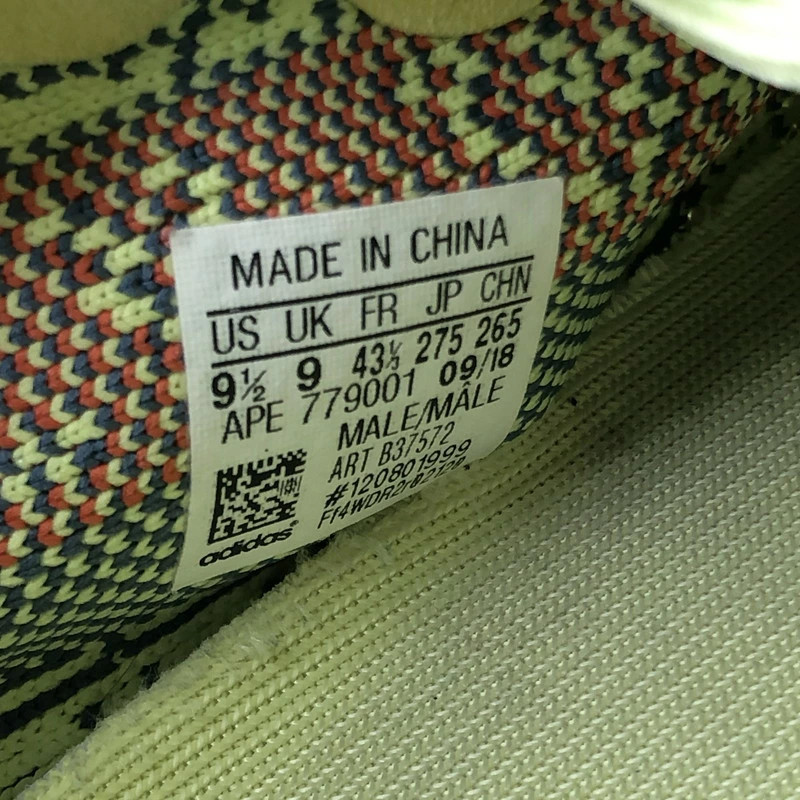 MADE IN CHINA
US UK FR JP CHN
9½ 9 43⅓ 275 265
APE 779001 09/18
MALE/MÂLE
ART B37572
#120801999
adidas®